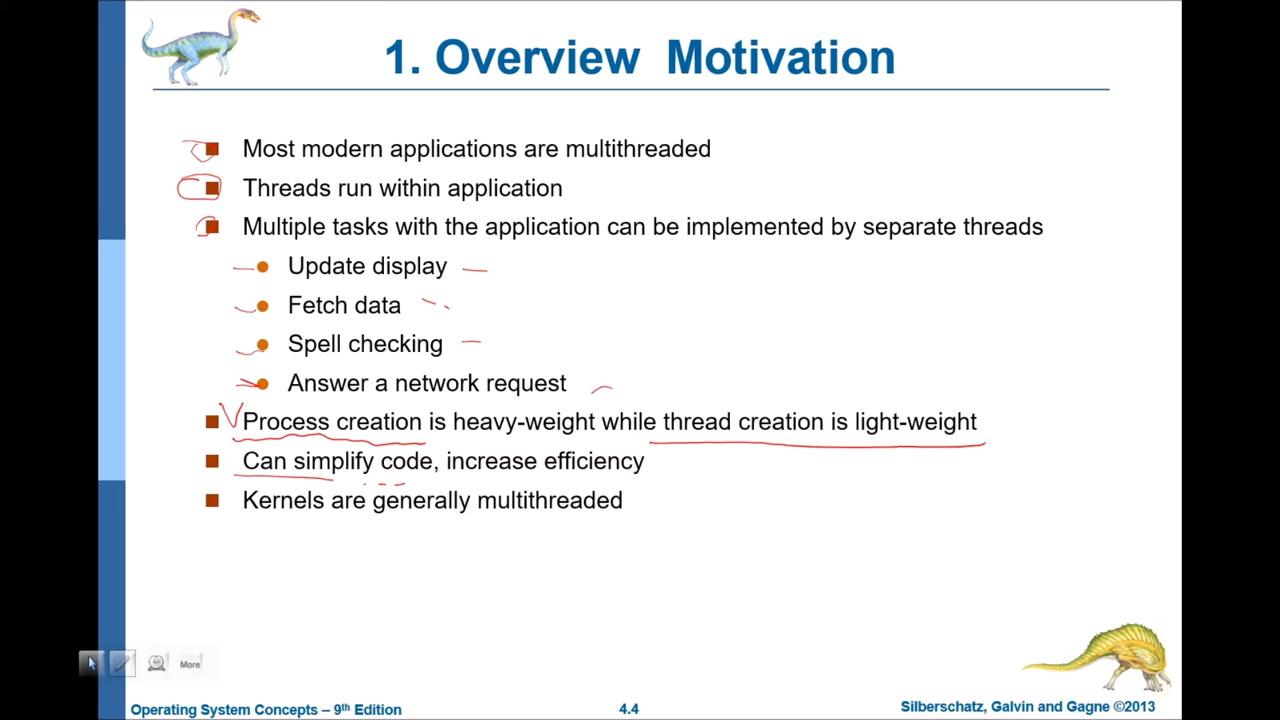 1. Overview Motivation
Most modern applications are multithreaded
Threads run within application
Multiple tasks with the application can be implemented by separate threads
Update display
Fetch data
Spell checking
Answer a network request
Process creation is heavy-weight while thread creation is light-weight
Can simplify code, increase efficiency
Kernels are generally multithreaded
More
Operating System Concepts – 9th Edition
4.4
Silberschatz, Galvin and Gagne ©2013